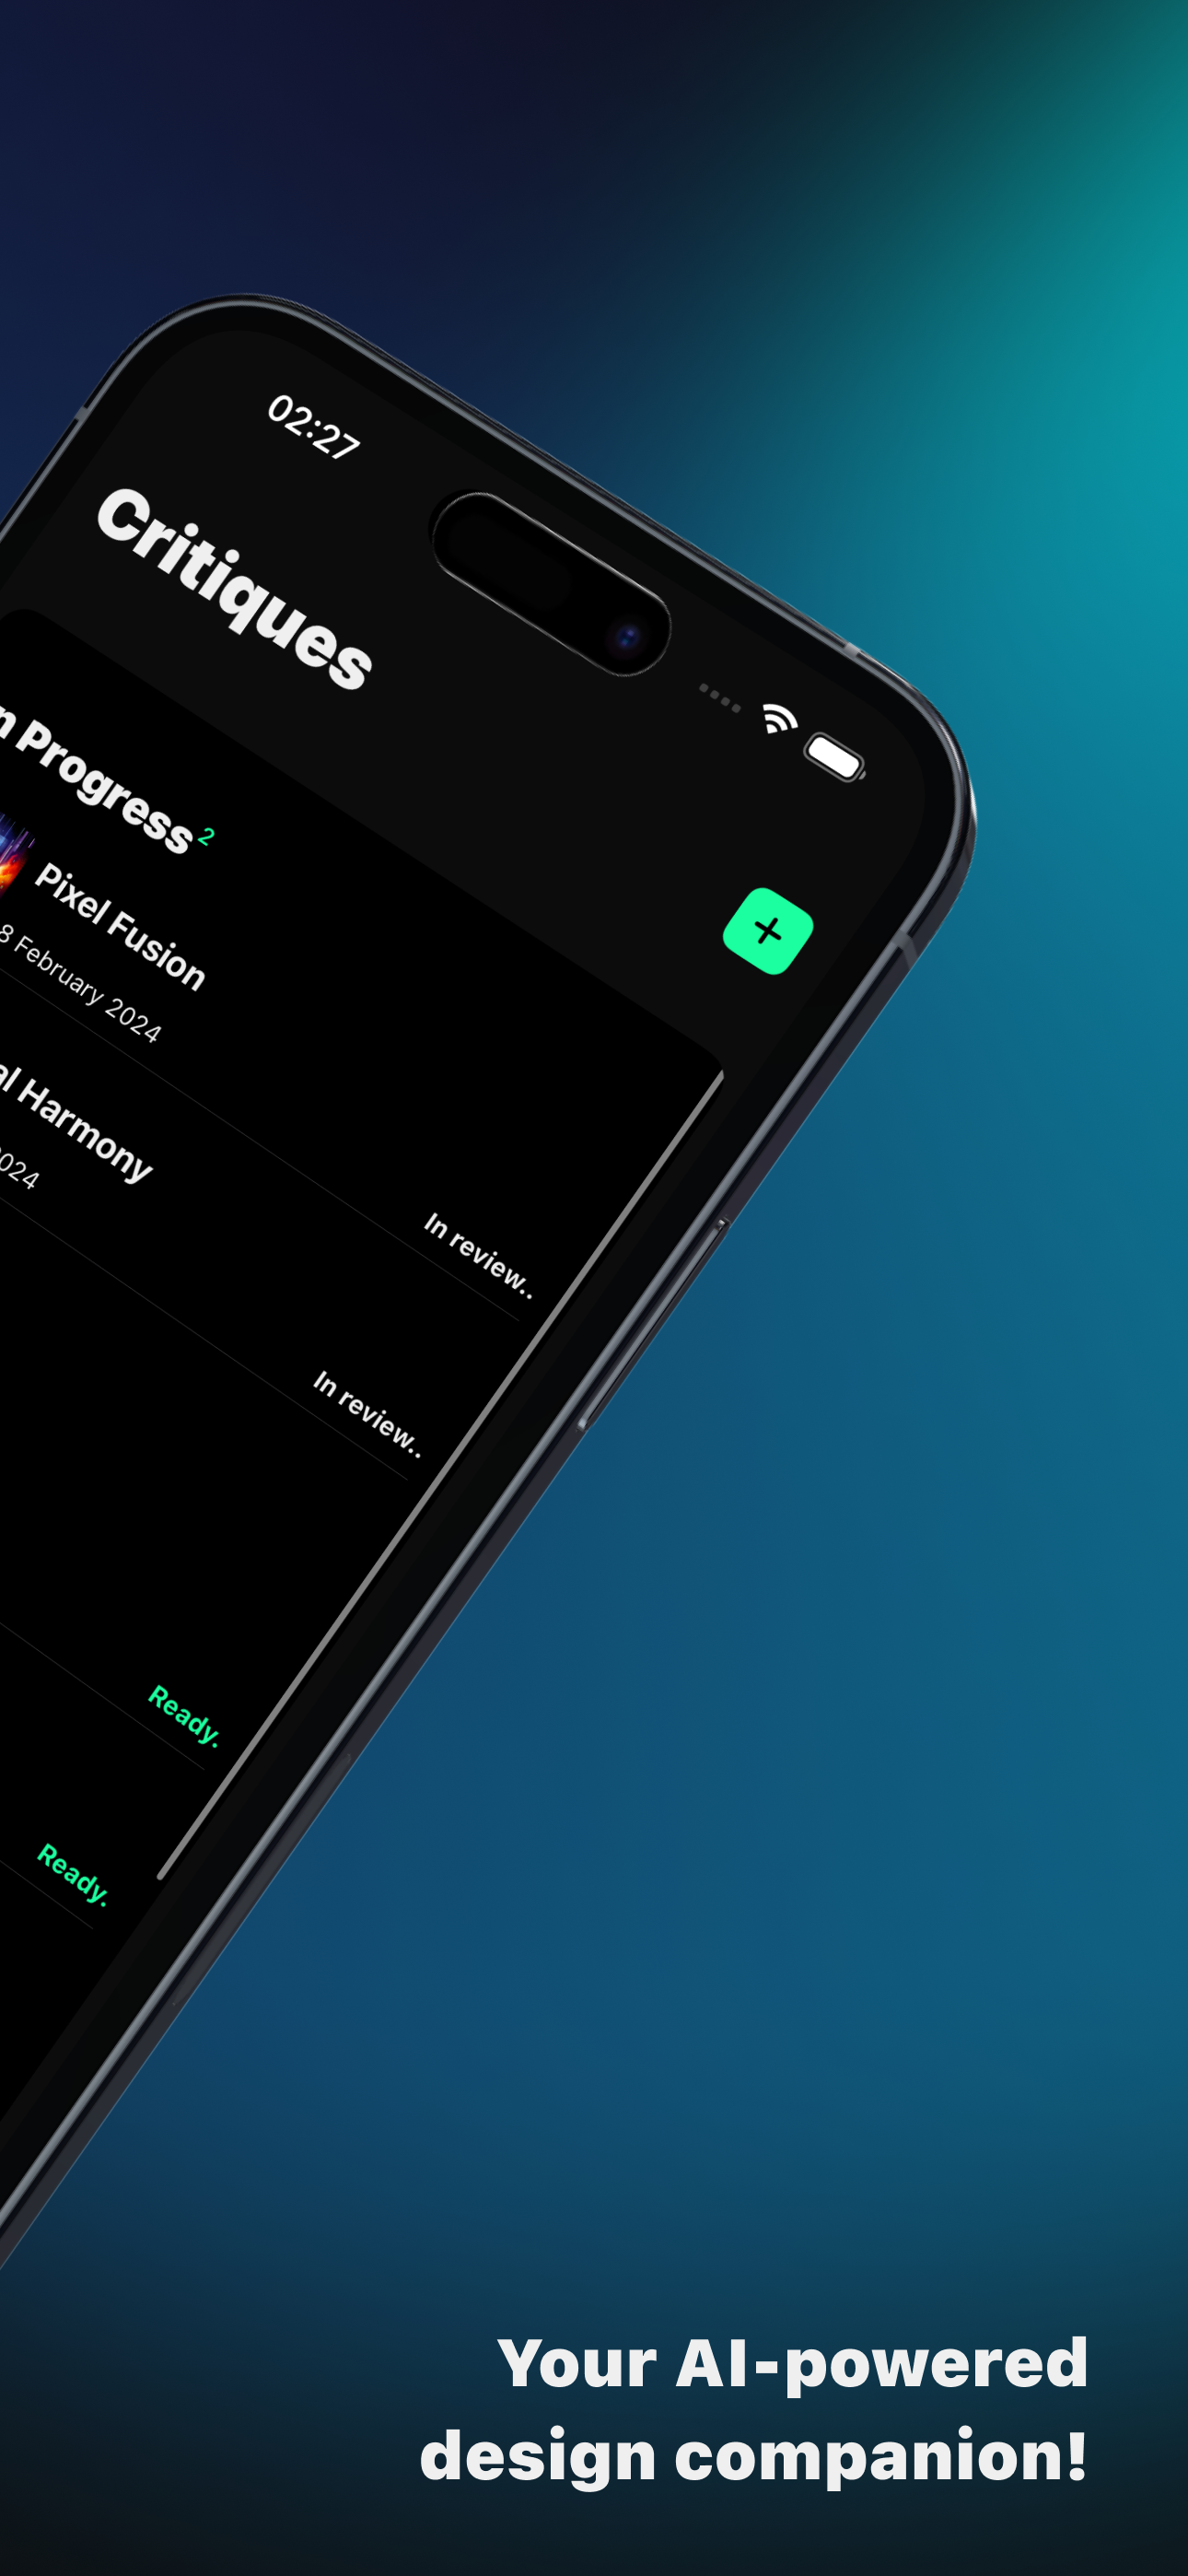 02:27
Critiques
n Progress 2
Pixel Fusion
8 February 2024
In review..
al Harmony
024
In review..
Ready.
Ready.
Your AI-powered
design companion!